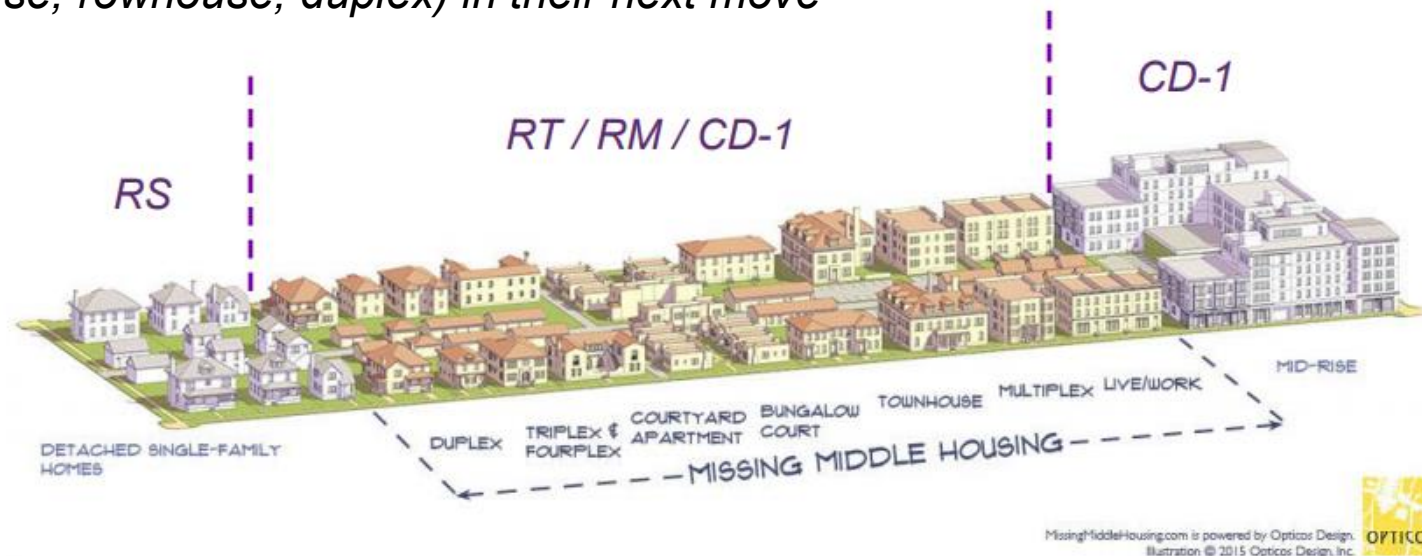 se, rowhouse, duplex) in their next move
CD-1
RT / RM / CD-1
RS
MID-RISE
DETACHED SINGLE-FAMILY
HOMES
DUPLEX
TRIPLEX &
FOURPLEX
COURTYARD
APARTMENT
BUNGALOW
COURT
TOWNHOUSE
MULTIPLEX
LIVE/WORK
MISSING MIDDLE HOUSING
MissingMiddleHousing.com is powered by Opticos Design.
Illustration © 2015 Opticos Design, Inc.
OPTICO